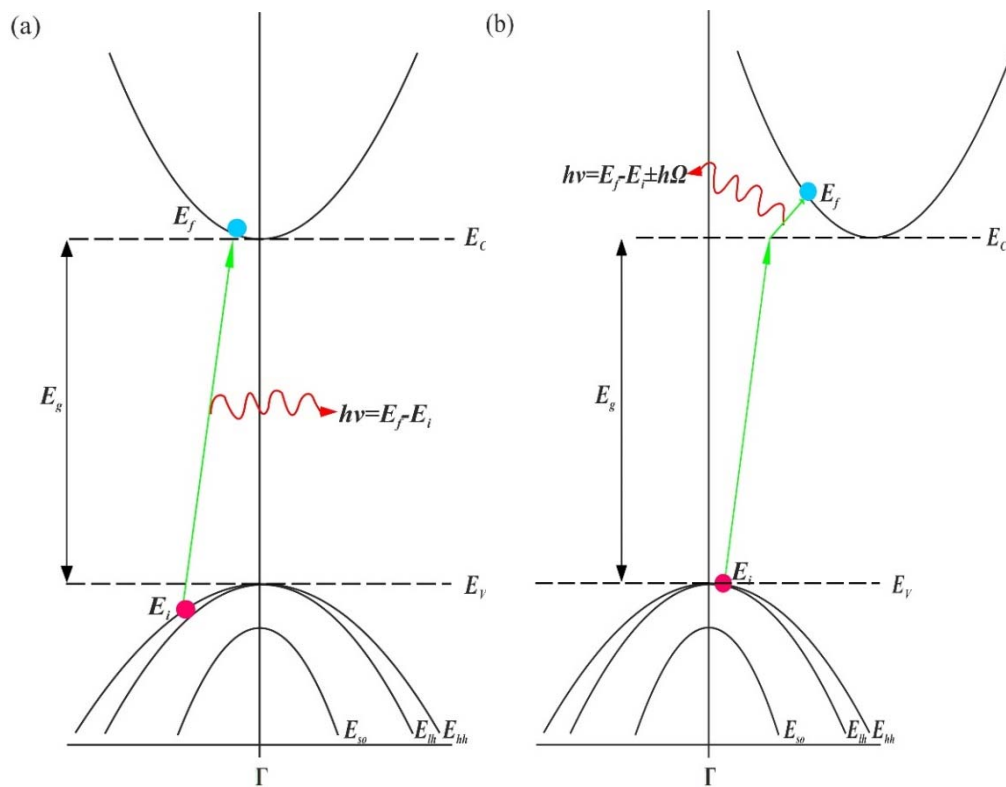 (a)
E_f
E_c
E_g
hν=E_f-E_i
E_i
E_v
E_so
E_lh
E_hh
Γ
(b)
hν=E_f-E_i±hΩ
E_f
E_c
E_g
E_i
E_v
E_so
E_lh
E_hh
Γ